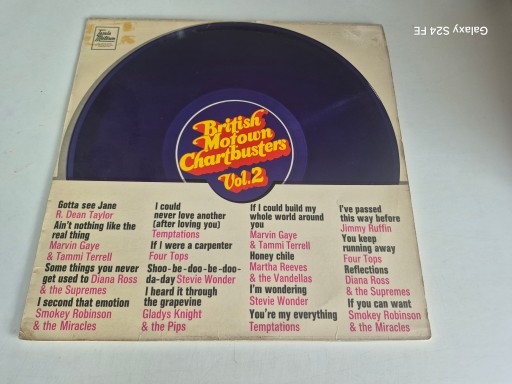 Galaxy S24 FE
Tamla
Motown
British
Motown
Chartbusters
Vol.2
Gotta see Jane
R. Dean Taylor
Ain't nothing like the
real thing
Marvin Gaye
& Tammi Terrell
Some things you never
get used to Diana Ross
& the Supremes
I second that emotion
Smokey Robinson
& the Miracles
I could
never love another
(after loving you)
Temptations
If I were a carpenter
Four Tops
Shoo-be-doo-be-doo-
da-day Stevie Wonder
I heard it through
the grapevine
Gladys Knight
& the Pips
If I could build my
whole world around
you
Marvin Gaye
& Tammi Terrell
Honey chile
Martha Reeves
& the Vandellas
I'm wondering
Stevie Wonder
You're my everything
Temptations
I've passed
this way before
Jimmy Ruffin
You keep
running away
Four Tops
Reflections
Diana Ross
& the Supremes
If you can want
Smokey Robinson
& the Miracles